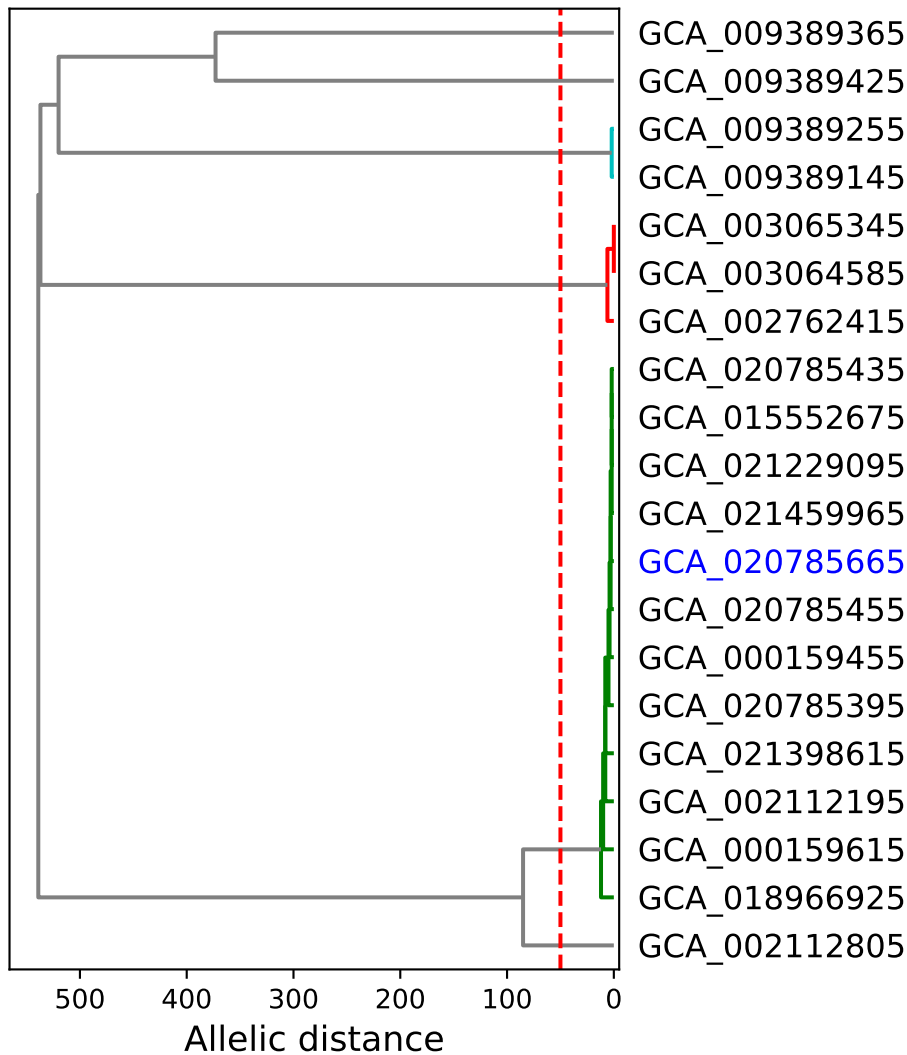 GCA_009389365
GCA_009389425
GCA_009389255
GCA_009389145
GCA_003065345
GCA_003064585
GCA_002762415
GCA_020785435
GCA_015552675
GCA_021229095
GCA_021459965
GCA_020785665
GCA_020785455
GCA_000159455
GCA_020785395
GCA_021398615
GCA_002112195
GCA_000159615
GCA_018966925
GCA_002112805
500 400 300 200 100 0
Allelic distance